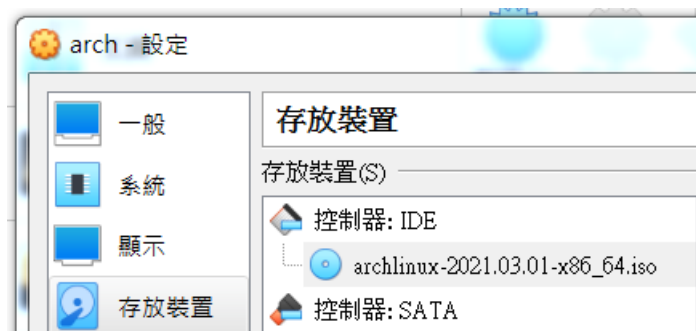 arch - 設定
一般
系統
顯示
存放裝置
存放裝置
存放裝置(S)
控制器: IDE
archlinux-2021.03.01-x86_64.iso
控制器: SATA